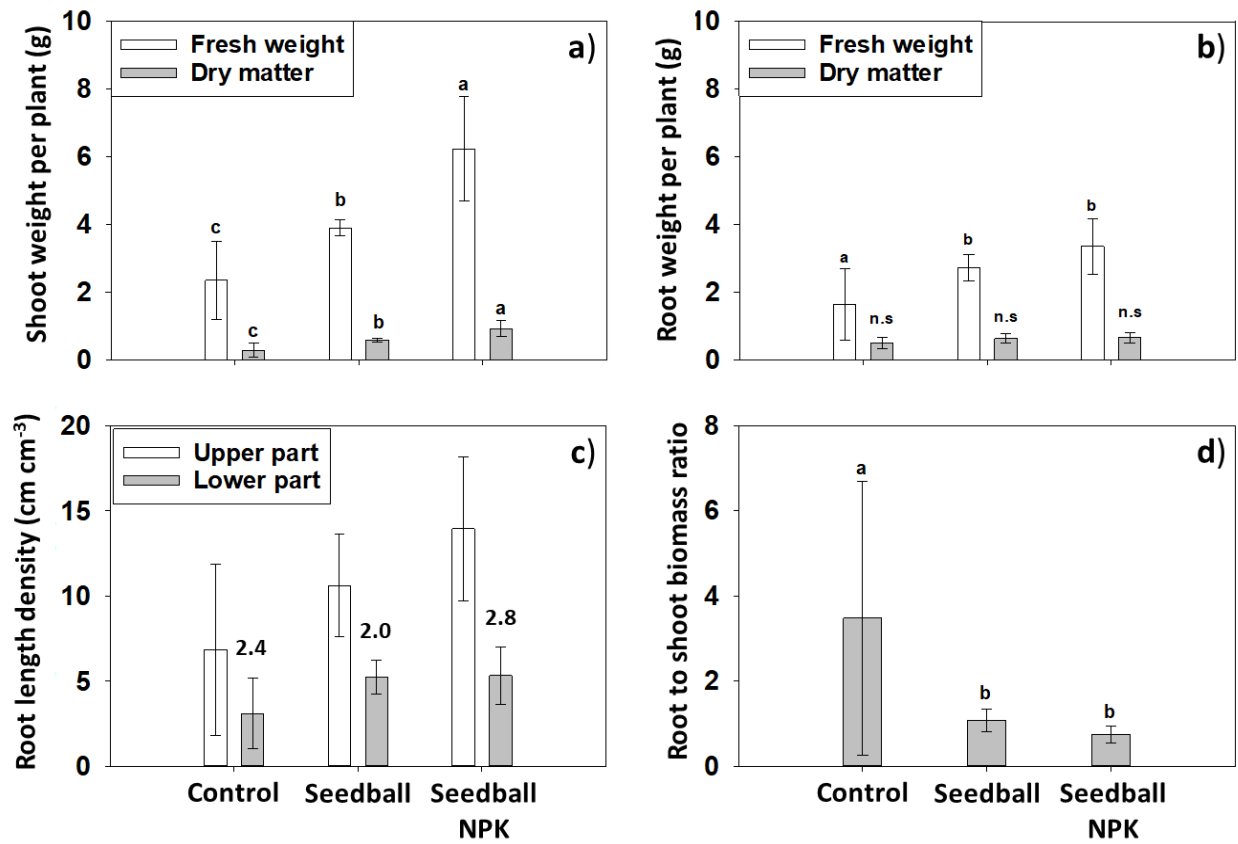 Shoot weight per plant (g)
10
8
6
4
2
0
Fresh weight
Dry matter
a)
c
c
b
b
a
a
Root weight per plant (g)
10
8
6
4
2
0
Fresh weight
Dry matter
b)
a
n.s
b
n.s
b
n.s
Root length density (cm cm-3)
20
15
10
5
0
Upper part
Lower part
c)
2.4
2.0
2.8
Control
Seedball
Seedball
NPK
Root to shoot biomass ratio
8
6
4
2
0
d)
a
b
b
Control
Seedball
Seedball
NPK